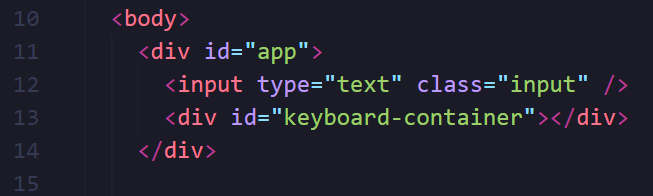 10 <body>
11 <div id="app">
12 <input type="text" class="input" />
13 <div id="keyboard-container"></div>
14 </div>
15